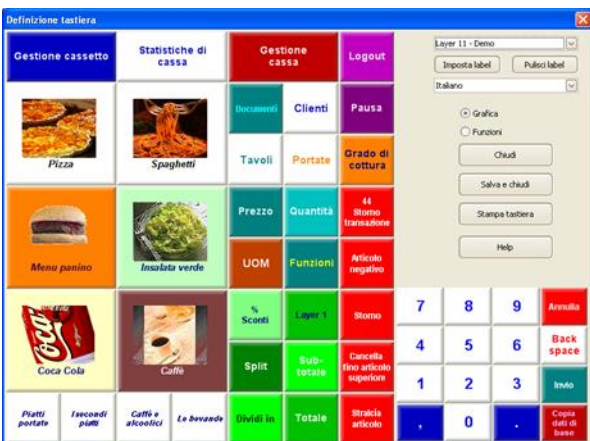 Definizione tastiera
Gestione cassetto
Statistiche di
cassa
Gestione
cassa
Logout
Layer 11 - Demo
Imposta label
Pulisci label
Italiano
Grafica
Funzioni
Chiudi
Salva e chiudi
Stampa tastiera
Help
Pizza
Spaghetti
Documenti
Clienti
Pausa
Tavoli
Portate
Grado di
cottura
Menu panino
Insalata verde
Prezzo
Quantità
44
Storno
transazione
UOM
Funzioni
Articolo
negativo
Coca Cola
Coca
Caffè
%
Sconti
Layer 1
Storno
Split
Sub-
totale
Cancella
fino articolo
superiore
Piatti
portate
I secondi
piatti
Caffè e
alcoolici
Le bevande
Dividi in
Totale
Stralcia
articolo
7
8
9
Annulla
4
5
6
Back
space
1
2
3
Invio
,
0
.
Copia
dati di
base